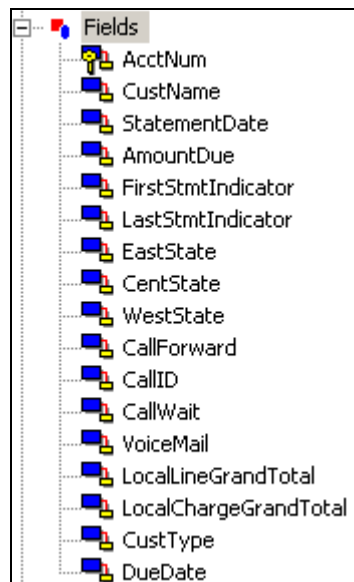 Fields
AcctNum
CustName
StatementDate
AmountDue
FirstStmtIndicator
LastStmtIndicator
EastState
CentState
WestState
CallForward
CallID
CallWait
VoiceMail
LocalLineGrandTotal
LocalChargeGrandTotal
CustType
DueDate